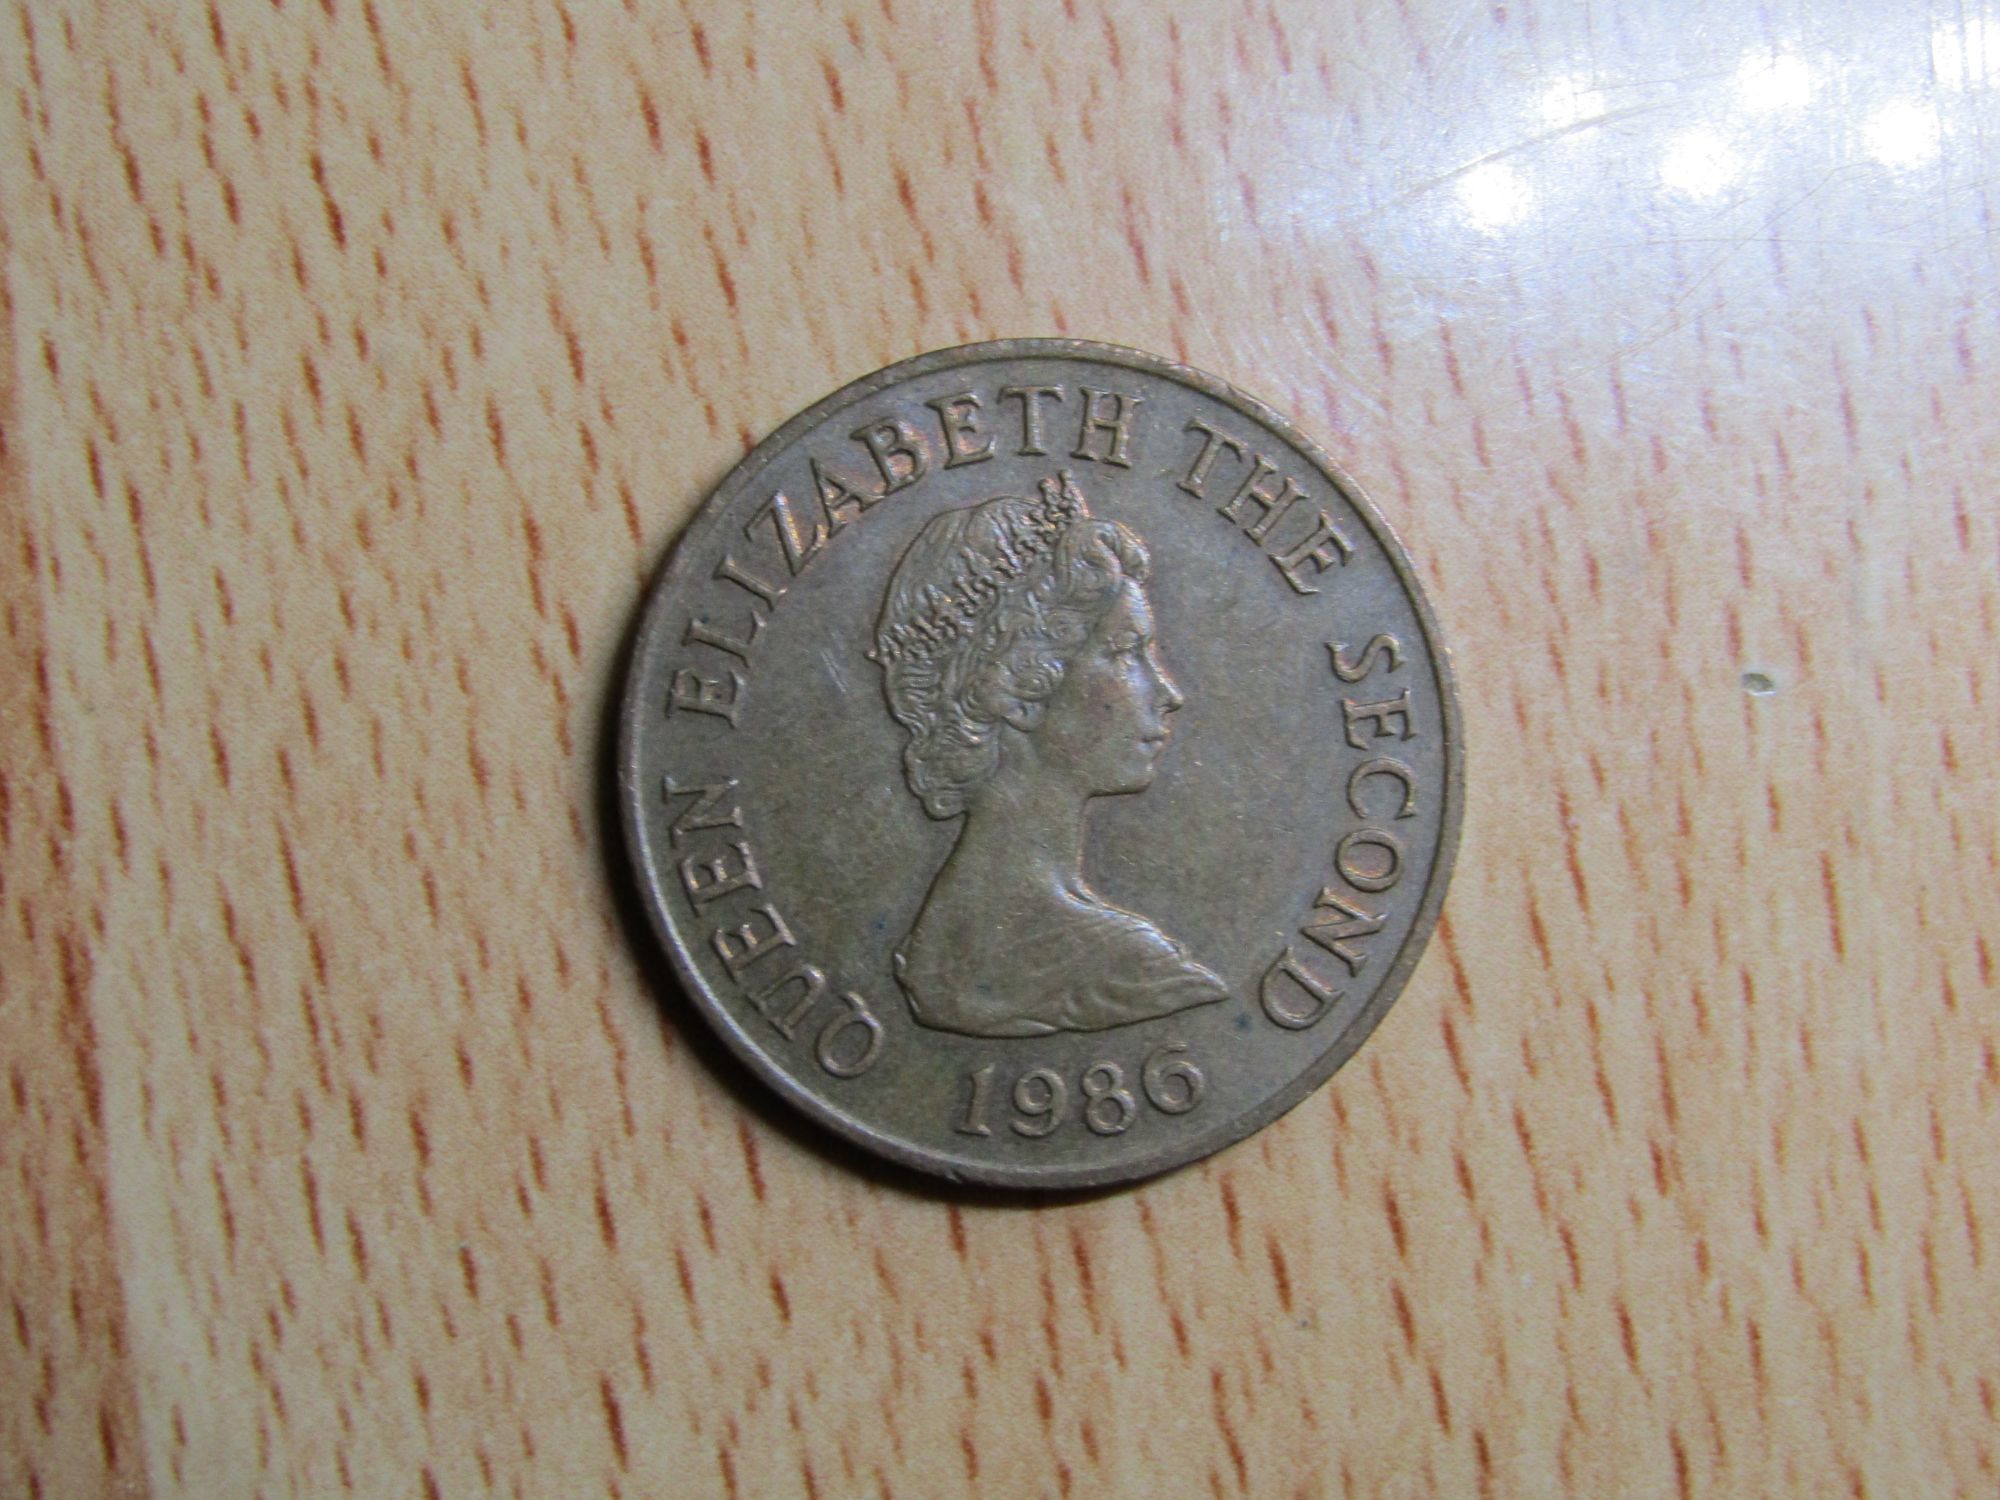 QUEEN ELIZABETH THE SECOND
1986